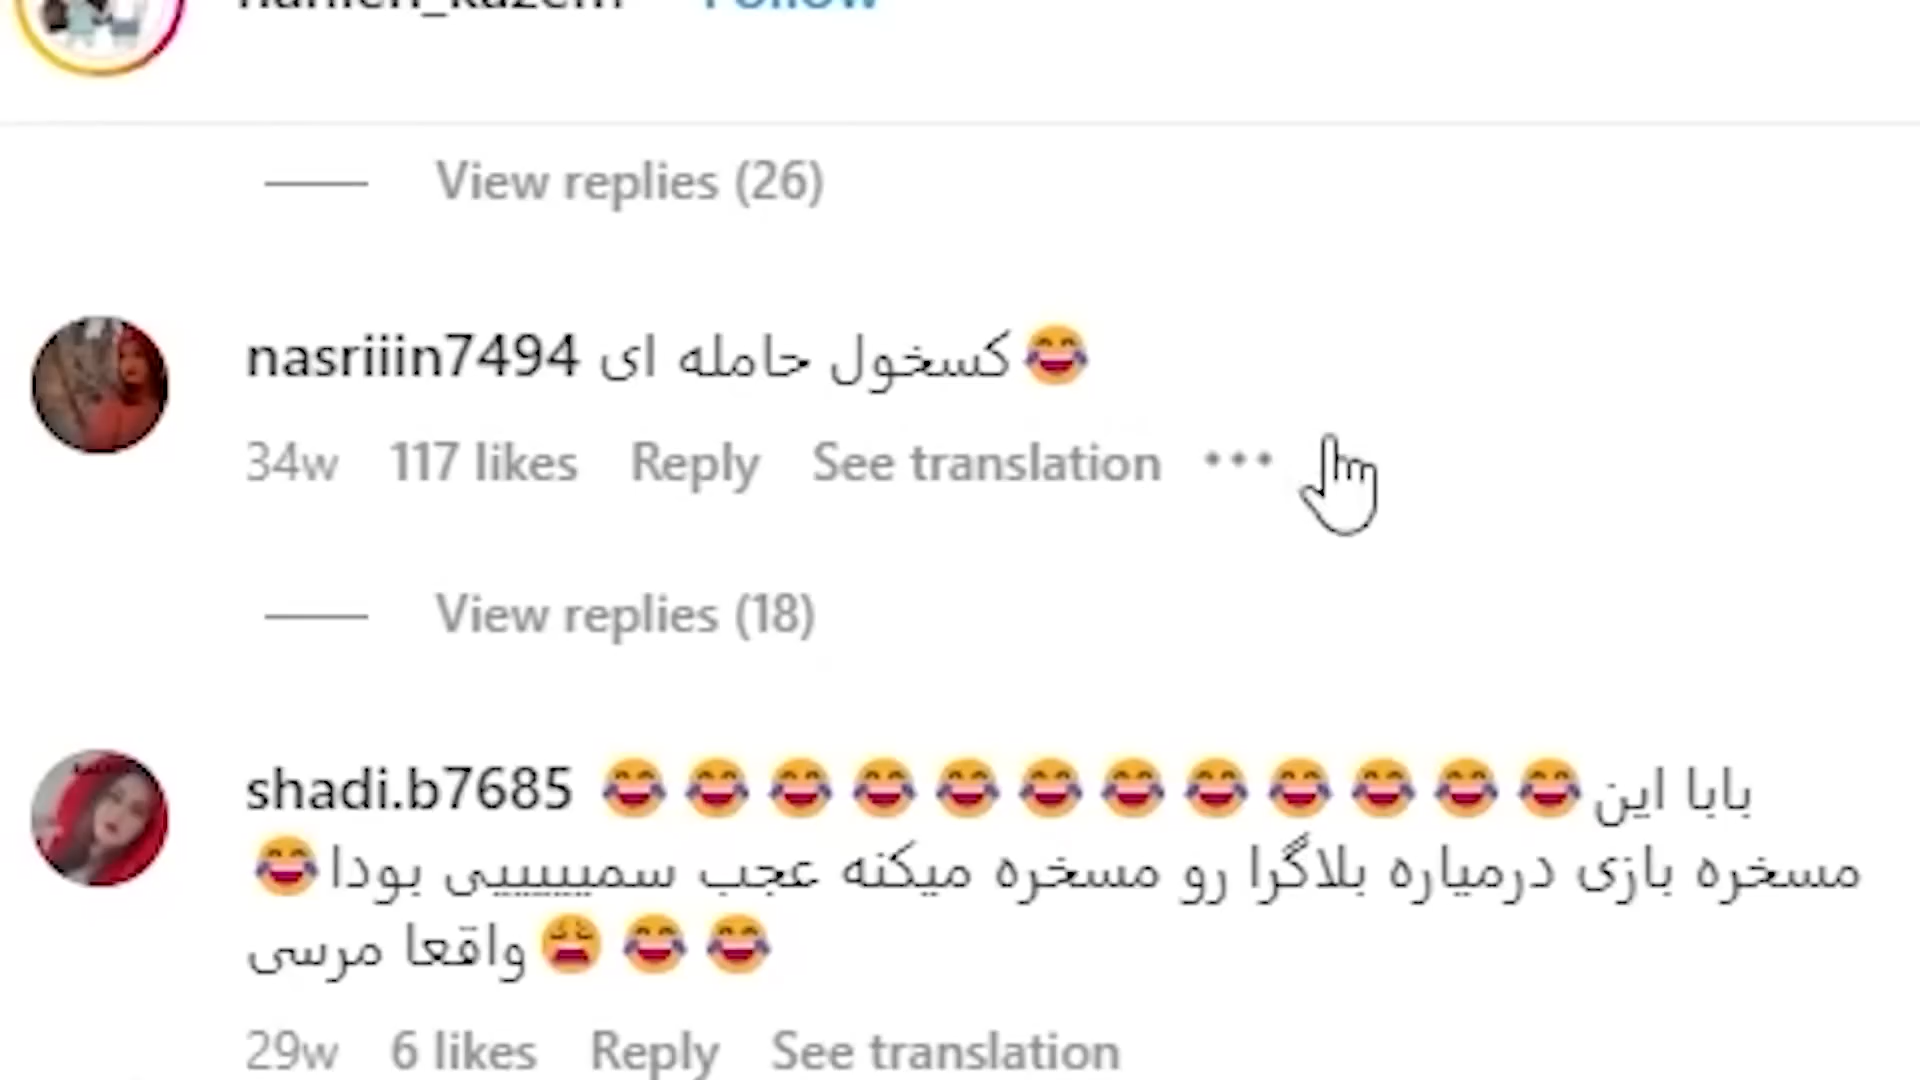 hanieh_kazemi Follow
View replies (26)
nasriiin7494 کسخول حامله ای😂
34w 117 likes Reply See translation •••
View replies (18)
shadi.b7685 😂😂😂😂😂😂😂😂😂😂😂😂بابا این
مسخره بازی درمیاره بلاگرا رو مسخره میکنه عجب سمیییییی بودا😂
واقعا مرسی😩😂😂
29w 6 likes Reply See translation